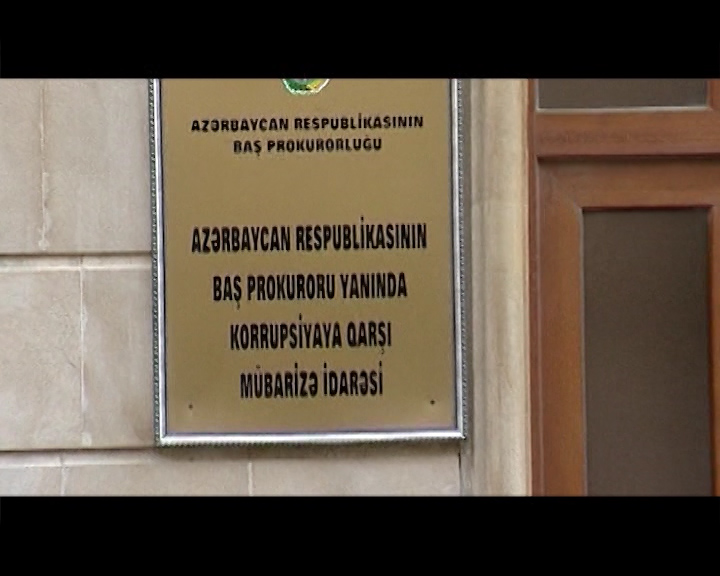 AZƏRBAYCAN RESPUBLİKASININ
BAŞ PROKURORLUĞU
AZƏRBAYCAN RESPUBLİKASININ
BAŞ PROKURORU YANINDA
KORRUPSİYAYA QARŞI
MÜBARİZƏ İDARƏSİ